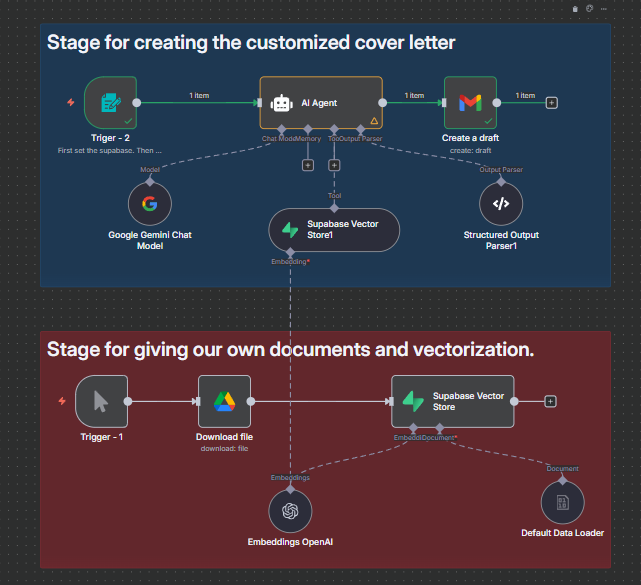 Stage for creating the customized cover letter
1 item
AI Agent
1 item
1 item
Triger - 2
First set the supabase. Then ...
Chat Mode
Memory
Too
Output Parser
Create a draft
create: draft
Model
Tool
Output Parser
Google Gemini Chat
Model
Supabase Vector
Store1
Structured Output
Parser1
Embedding*
Stage for giving our own documents and vectorization.
Supabase Vector
Store
Trigger - 1
Download file
download: file
Embeddi
Document*
Embeddings
Document
Embeddings OpenAI
Default Data Loader